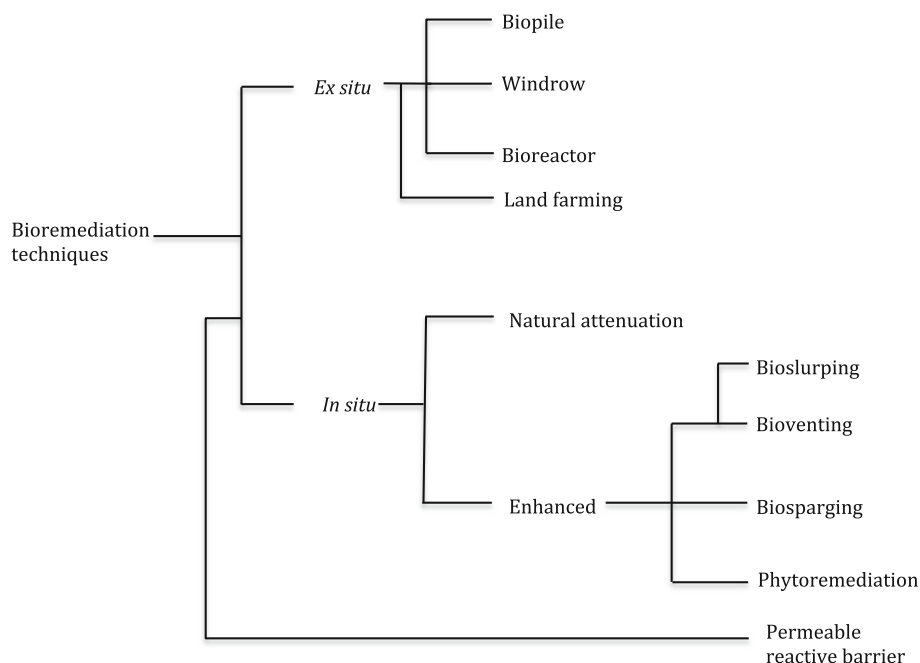 Biopile
Ex situ
Windrow
Bioreactor
Land farming
Bioremediation
techniques
Natural attenuation
Bioslurping
In situ
Bioventing
Enhanced
Biosparging
Phytoremediation
Permeable
reactive barrier